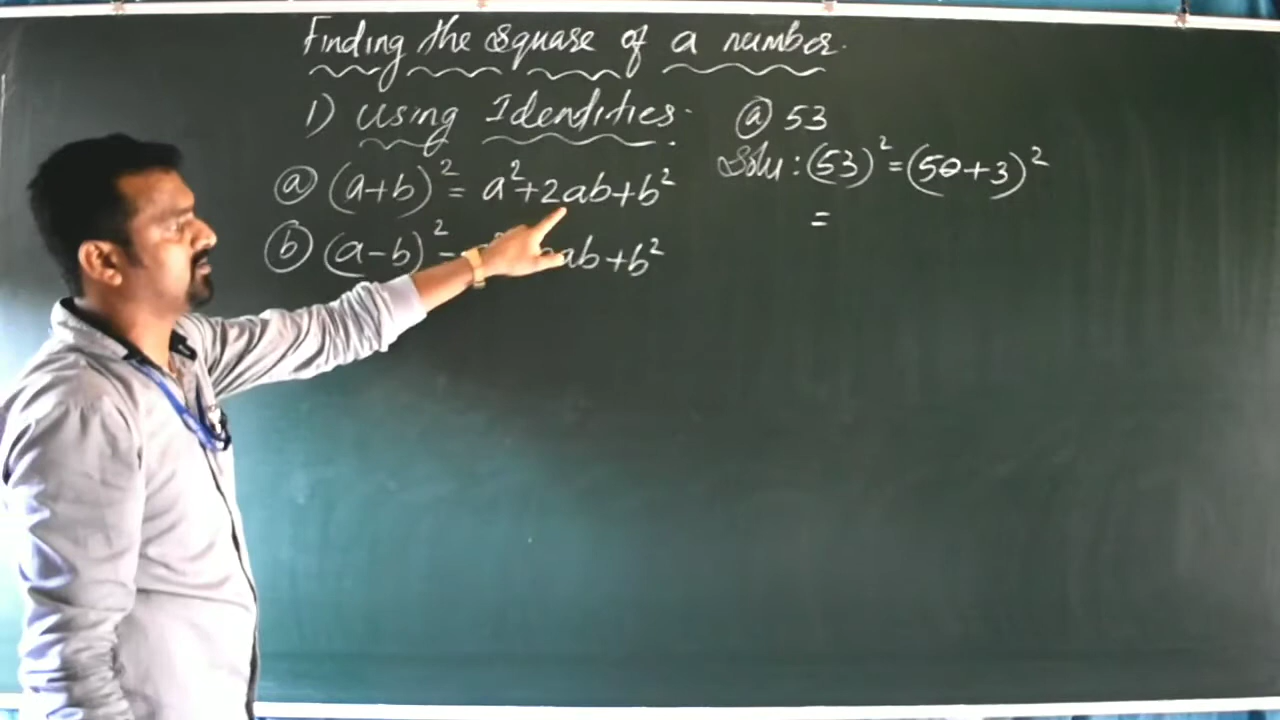 Finding the square of a number.
1) Using Identities.
ⓐ (a+b)² = a²+2ab+b²
ⓑ (a-b)² = ab+b²
ⓐ 53
Solu : (53)² = (50+3)²
=